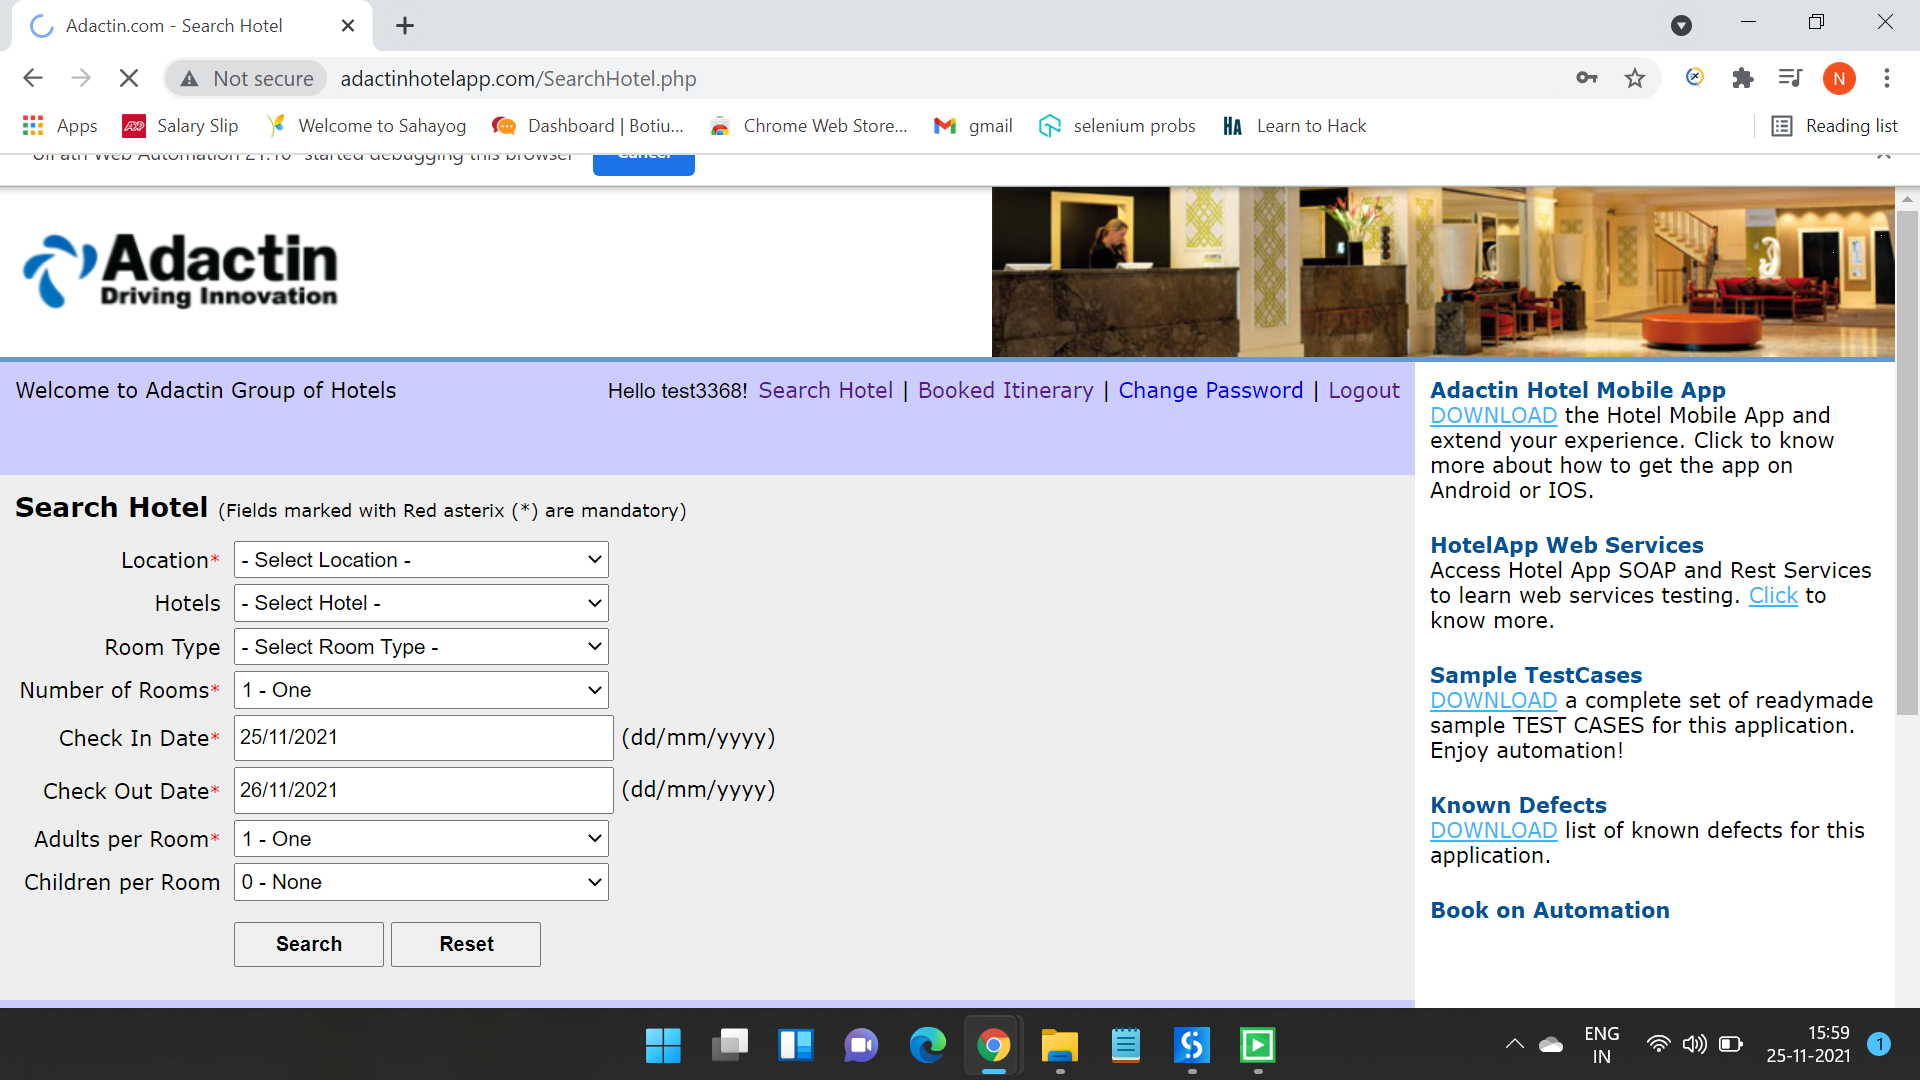 Adactin.com - Search Hotel
Not secure adactinhotelapp.com/SearchHotel.php
N
Apps Salary Slip Welcome to Sahayog Dashboard | Botiu... Chrome Web Store... gmail selenium probs HA Learn to Hack Reading list
"UiPath Web Automation 21.10" started debugging this browser Cancel
Adactin
Driving Innovation
Welcome to Adactin Group of Hotels
Hello test3368! Search Hotel | Booked Itinerary | Change Password | Logout
Search Hotel (Fields marked with Red asterix (*) are mandatory)
Location* - Select Location -
Hotels - Select Hotel -
Room Type - Select Room Type -
Number of Rooms* 1 - One
Check In Date* 25/11/2021 (dd/mm/yyyy)
Check Out Date* 26/11/2021 (dd/mm/yyyy)
Adults per Room* 1 - One
Children per Room 0 - None
Search Reset
Adactin Hotel Mobile App
DOWNLOAD the Hotel Mobile App and
extend your experience. Click to know
more about how to get the app on
Android or IOS.
HotelApp Web Services
Access Hotel App SOAP and Rest Services
to learn web services testing. Click to
know more.
Sample TestCases
DOWNLOAD a complete set of readymade
sample TEST CASES for this application.
Enjoy automation!
Known Defects
DOWNLOAD list of known defects for this
application.
Book on Automation
ENG
IN
15:59
25-11-2021
1